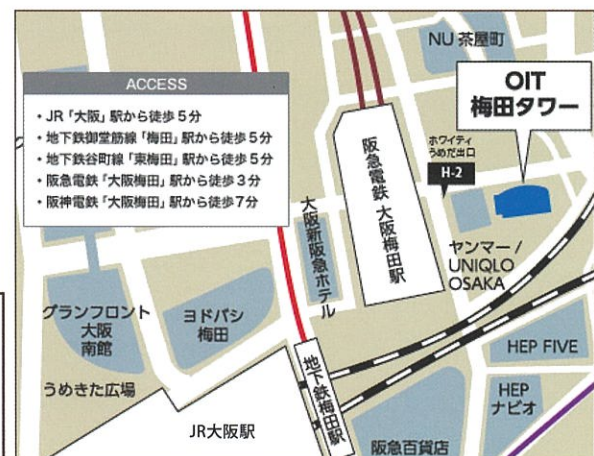 ACCESS
・JR「大阪」駅から徒歩5分
・地下鉄御堂筋線「梅田」駅から徒歩5分
・地下鉄谷町線「東梅田」駅から徒歩5分
・阪急電鉄「大阪梅田」駅から徒歩3分
・阪神電鉄「大阪梅田」駅から徒歩7分
NU 茶屋町
OIT
梅田タワー
ホワイティ
うめだ出口
H-2
阪急電鉄 大阪梅田駅
大阪新阪急ホテル
ヤンマー /
UNIQLO
OSAKA
グランフロント
大阪
南館
ヨドバシ
梅田
うめきた広場
地下鉄梅田駅
HEP FIVE
HEP
ナビオ
JR大阪駅
阪急百貨店